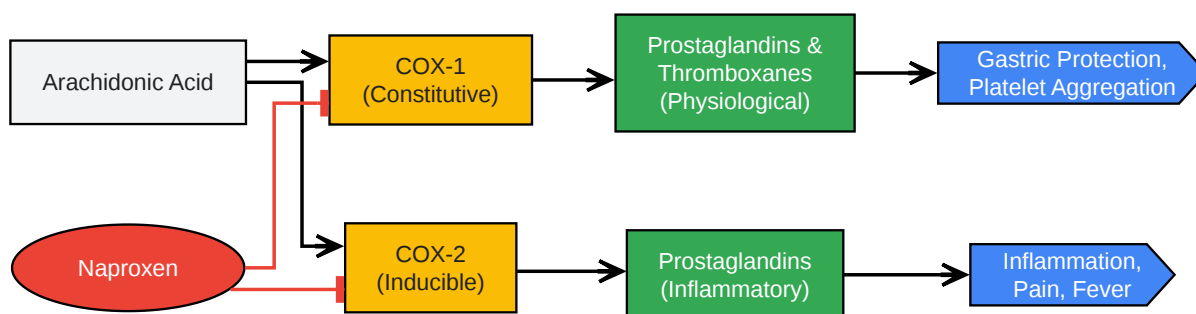 Arachidonic Acid
COX-1
(Constitutive)
Prostaglandins &
Thromboxanes
(Physiological)
Gastric Protection,
Platelet Aggregation
Naproxen
COX-2
(Inducible)
Prostaglandins
(Inflammatory)
Inflammation,
Pain, Fever